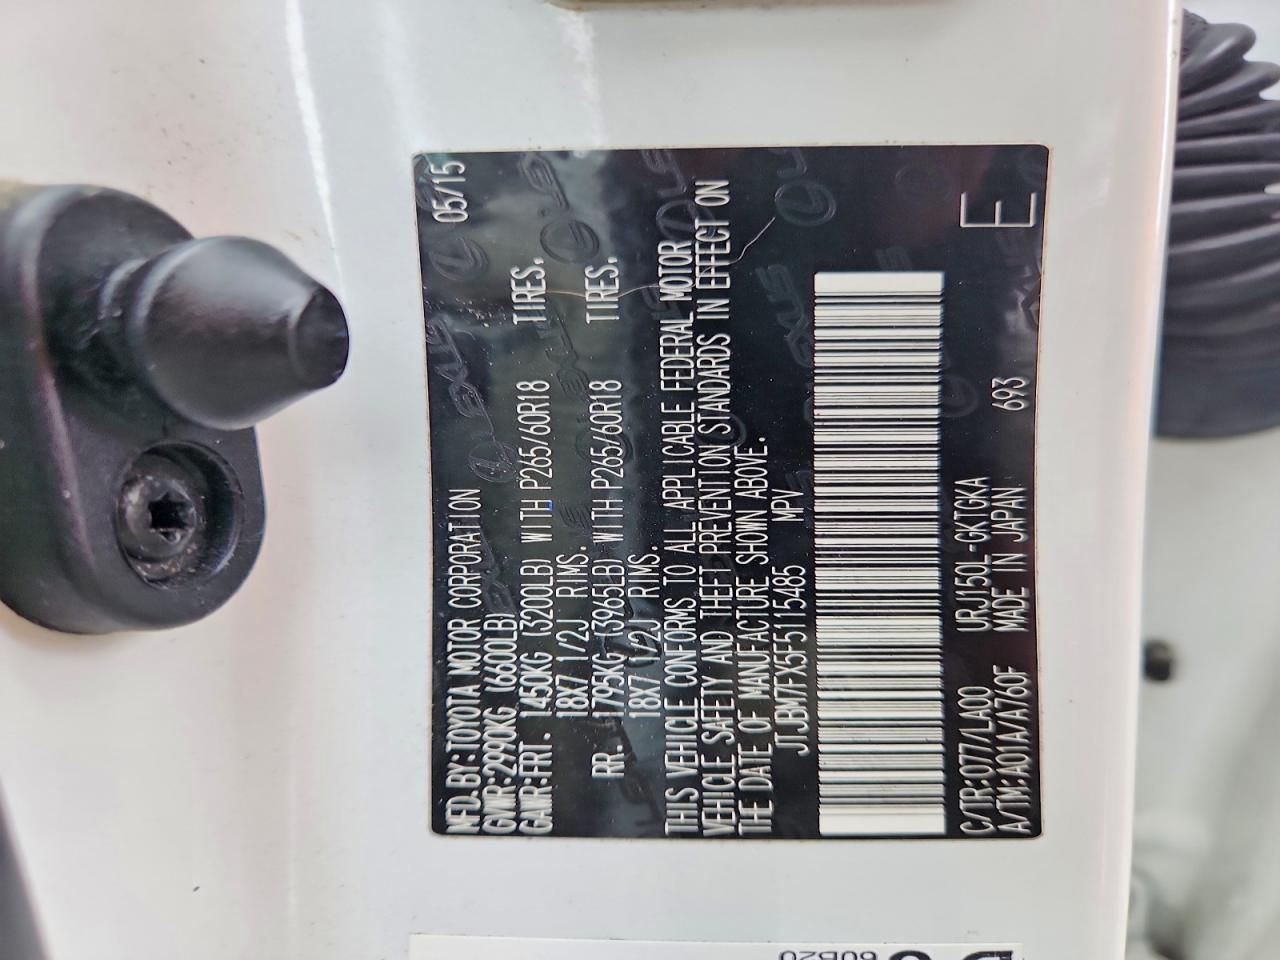 MFD.BY:TOYOTA MOTOR CORPORATION 05/15
GVWR:2990KG (6600LB)
GAWR:FRT. 1450KG (3200LB) WITH P265/60R18 TIRES.
18X7 1/2J RIMS.
RR. 1795KG (3965LB) WITH P265/60R18 TIRES.
18X7 1/2J RIMS.
THIS VEHICLE CONFORMS TO ALL APPLICABLE FEDERAL MOTOR
VEHICLE SAFETY AND THEFT PREVENTION STANDARDS IN EFFECT ON
THE DATE OF MANUFACTURE SHOWN ABOVE.
JTJBM7FX5F5115485 MPV
C/TR:077/LA00 URJ150L-GKTGKA E
A/TM:A01A/A760F MADE IN JAPAN 693
60B20